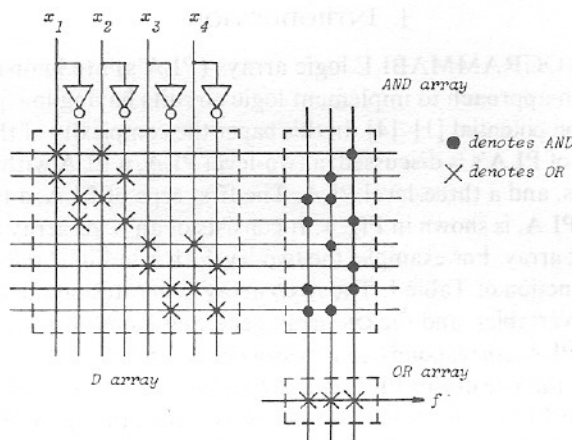 x1 x2 x3 x4
AND array
● denotes AND
× denotes OR
D array
OR array
f